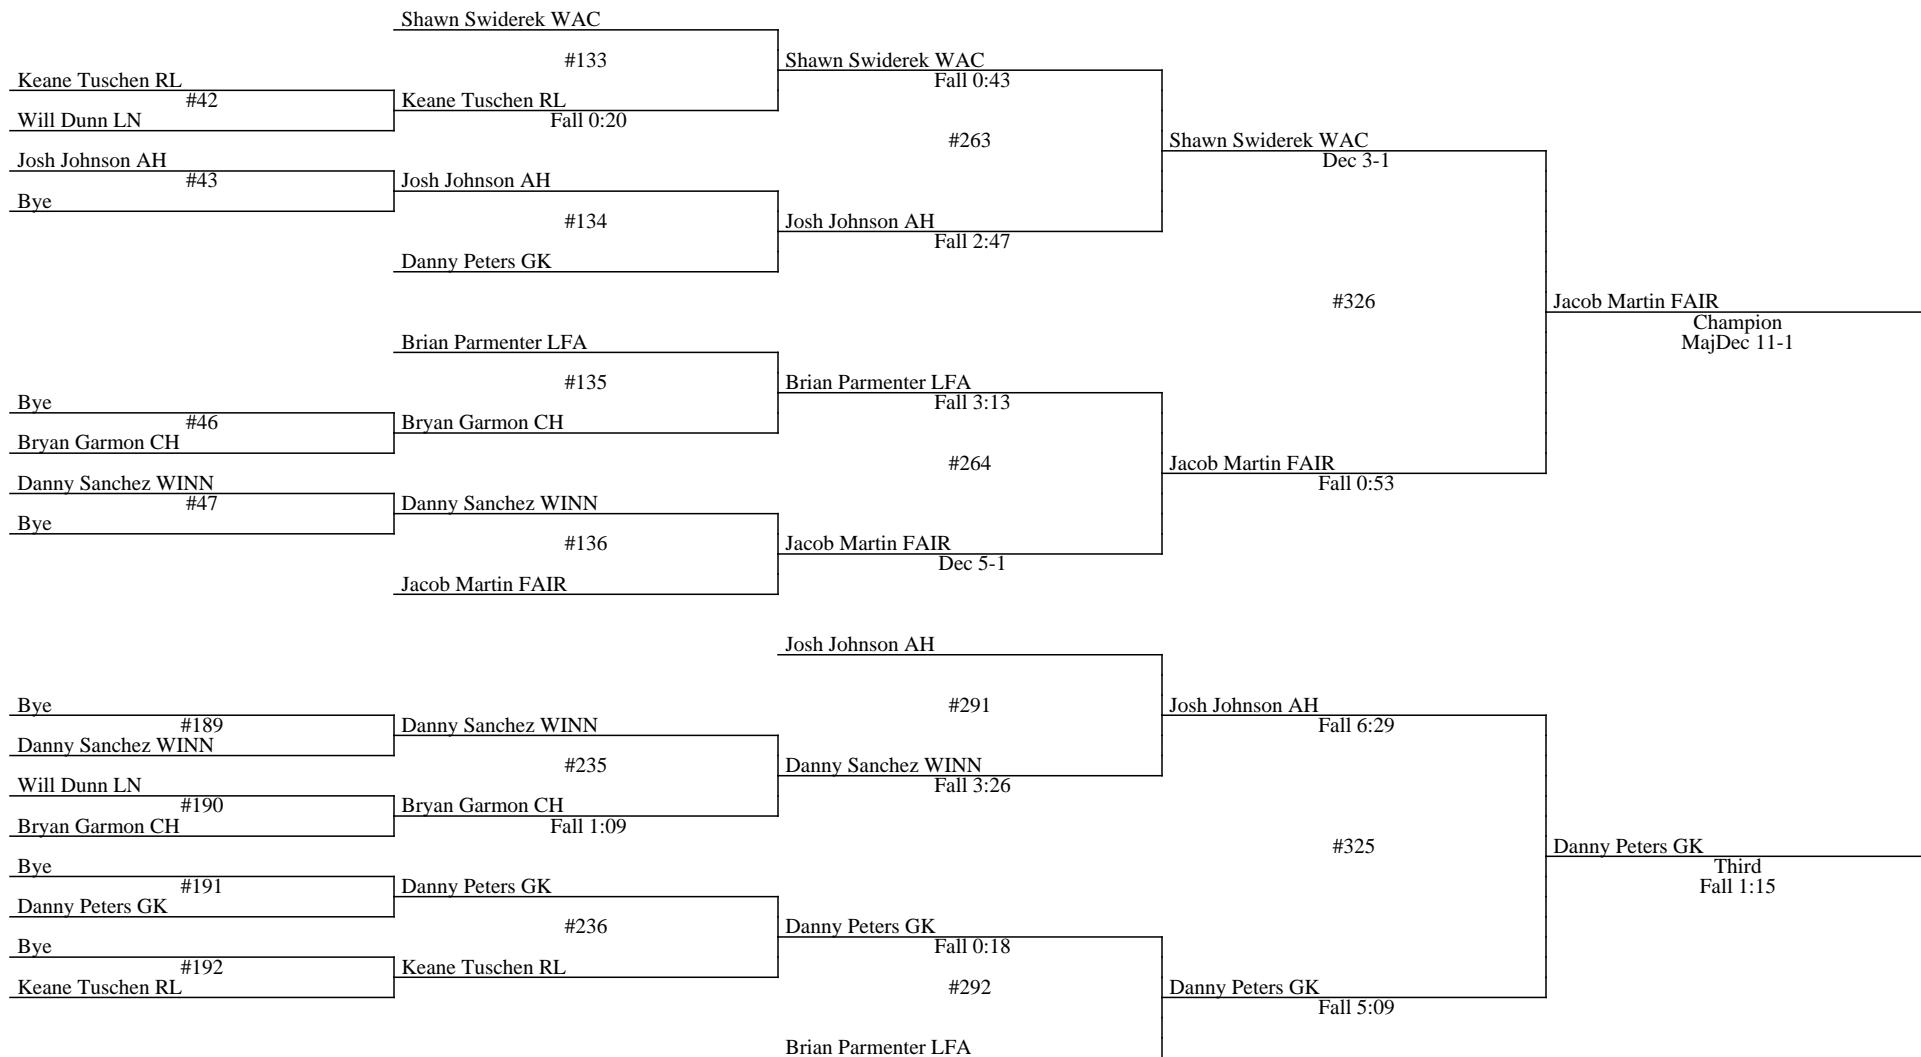 Shawn Swiderek WAC
#133
Shawn Swiderek WAC
Fall 0:43
Keane Tuschen RL
#42
Keane Tuschen RL
Fall 0:20
Will Dunn LN
#263
Shawn Swiderek WAC
Dec 3-1
Josh Johnson AH
#43
Josh Johnson AH
Bye
#134
Josh Johnson AH
Fall 2:47
Danny Peters GK
#326
Jacob Martin FAIR
Champion
MajDec 11-1
Brian Parmenter LFA
#135
Brian Parmenter LFA
Fall 3:13
Bye
#46
Bryan Garmon CH
Bryan Garmon CH
#264
Jacob Martin FAIR
Fall 0:53
Danny Sanchez WINN
#47
Danny Sanchez WINN
Bye
#136
Jacob Martin FAIR
Dec 5-1
Jacob Martin FAIR
Josh Johnson AH
#291
Josh Johnson AH
Fall 6:29
Bye
#189
Danny Sanchez WINN
Danny Sanchez WINN
#235
Danny Sanchez WINN
Fall 3:26
Will Dunn LN
#190
Bryan Garmon CH
Fall 1:09
Bryan Garmon CH
#325
Danny Peters GK
Third
Fall 1:15
Bye
#191
Danny Peters GK
Danny Peters GK
#236
Danny Peters GK
Fall 0:18
Bye
#192
Keane Tuschen RL
Keane Tuschen RL
#292
Danny Peters GK
Fall 5:09
Brian Parmenter LFA